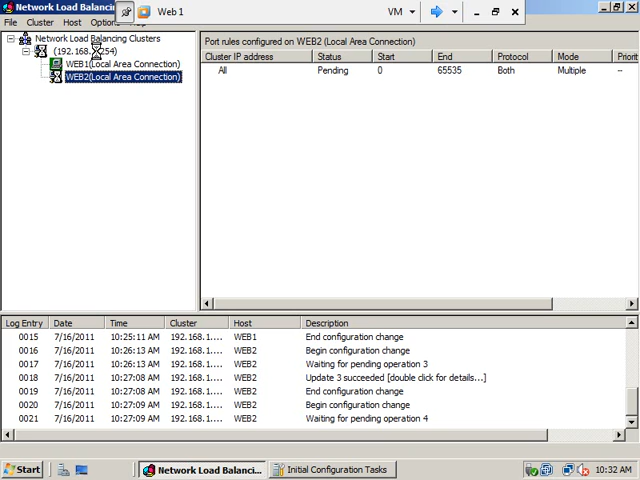 Network Load Balancing
Web 1
VM
File Cluster Host Options
Network Load Balancing Clusters
(192.168. 254)
WEB1(Local Area Connection)
WEB2(Local Area Connection)
Port rules configured on WEB2 (Local Area Connection)
Cluster IP address Status Start End Protocol Mode Priorit
All Pending 0 65535 Both Multiple --
Log Entry Date Time Cluster Host Description
0015 7/16/2011 10:25:11 AM 192.168.1.... WEB1 End configuration change
0016 7/16/2011 10:26:13 AM 192.168.1.... WEB2 Begin configuration change
0017 7/16/2011 10:26:13 AM 192.168.1.... WEB2 Waiting for pending operation 3
0018 7/16/2011 10:27:08 AM 192.168.1.... WEB2 Update 3 succeeded [double click for details...]
0019 7/16/2011 10:27:08 AM 192.168.1.... WEB2 End configuration change
0020 7/16/2011 10:27:09 AM 192.168.1.... WEB2 Begin configuration change
0021 7/16/2011 10:27:09 AM 192.168.1.... WEB2 Waiting for pending operation 4
Start
Network Load Balanci...
Initial Configuration Tasks
10:32 AM